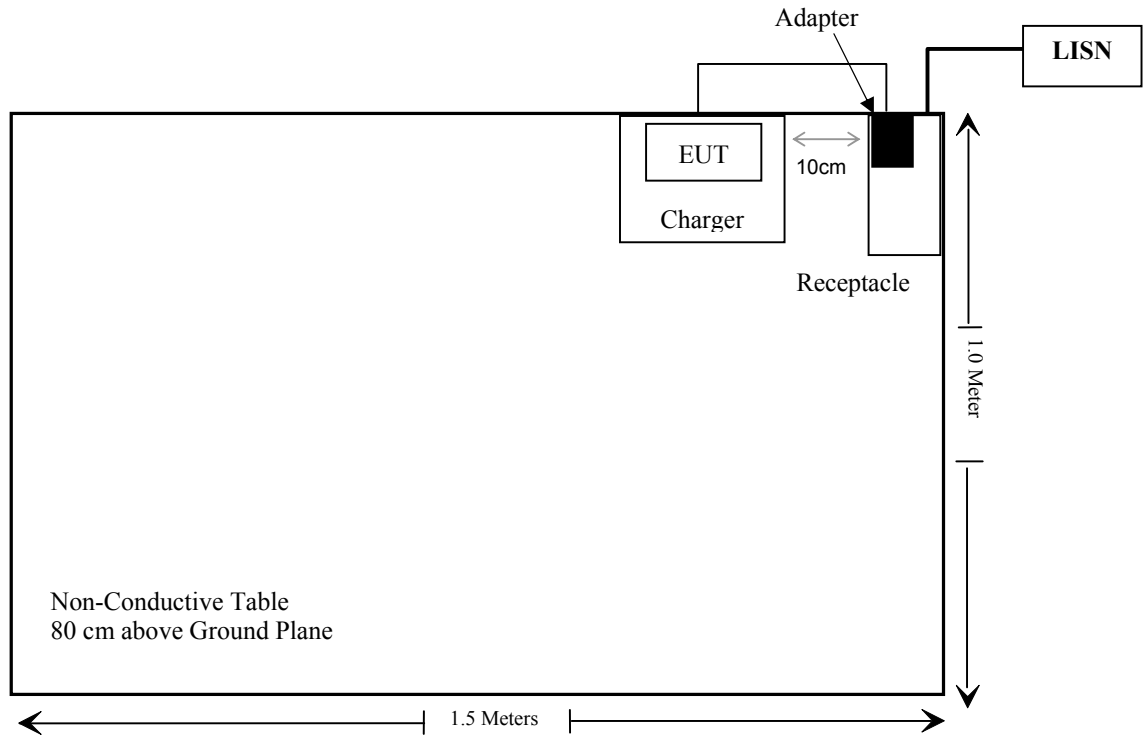 Adapter
LISN
EUT
10cm
Charger
Receptacle
1.0 Meter
Non-Conductive Table
80 cm above Ground Plane
1.5 Meters